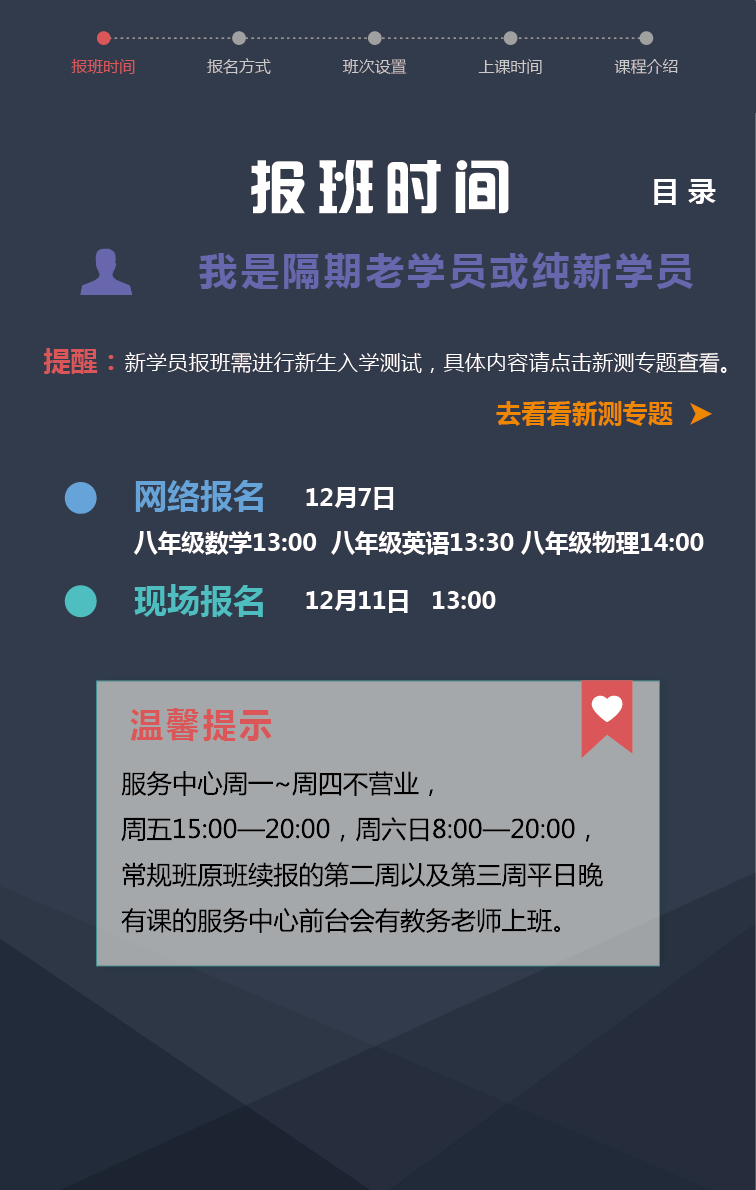 报班时间 报名方式 班次设置 上课时间 课程介绍
报班时间
目录
我是隔期老学员或纯新学员
提醒：新学员报班需进行新生入学测试，具体内容请点击新测专题查看。
去看看新测专题
网络报名 12月7日
八年级数学13:00 八年级英语13:30 八年级物理14:00
现场报名 12月11日 13:00
温馨提示
服务中心周一~周四不营业，
周五15:00—20:00，周六日8:00—20:00，
常规班原班续报的第二周以及第三周平日晚
有课的服务中心前台会有教务老师上班。